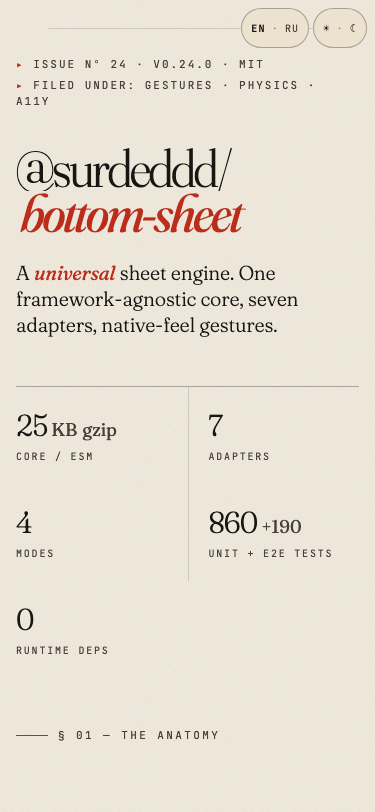 EN · RU
☀ · ☾
▸ ISSUE Nº 24 · V0.24.0 · MIT
▸ FILED UNDER: GESTURES · PHYSICS ·
A11Y
@surdeddd/
bottom-sheet
A universal sheet engine. One
framework-agnostic core, seven
adapters, native-feel gestures.
25 KB gzip
CORE / ESM
7
ADAPTERS
4
MODES
860 +190
UNIT + E2E TESTS
0
RUNTIME DEPS
§ 01 — THE ANATOMY